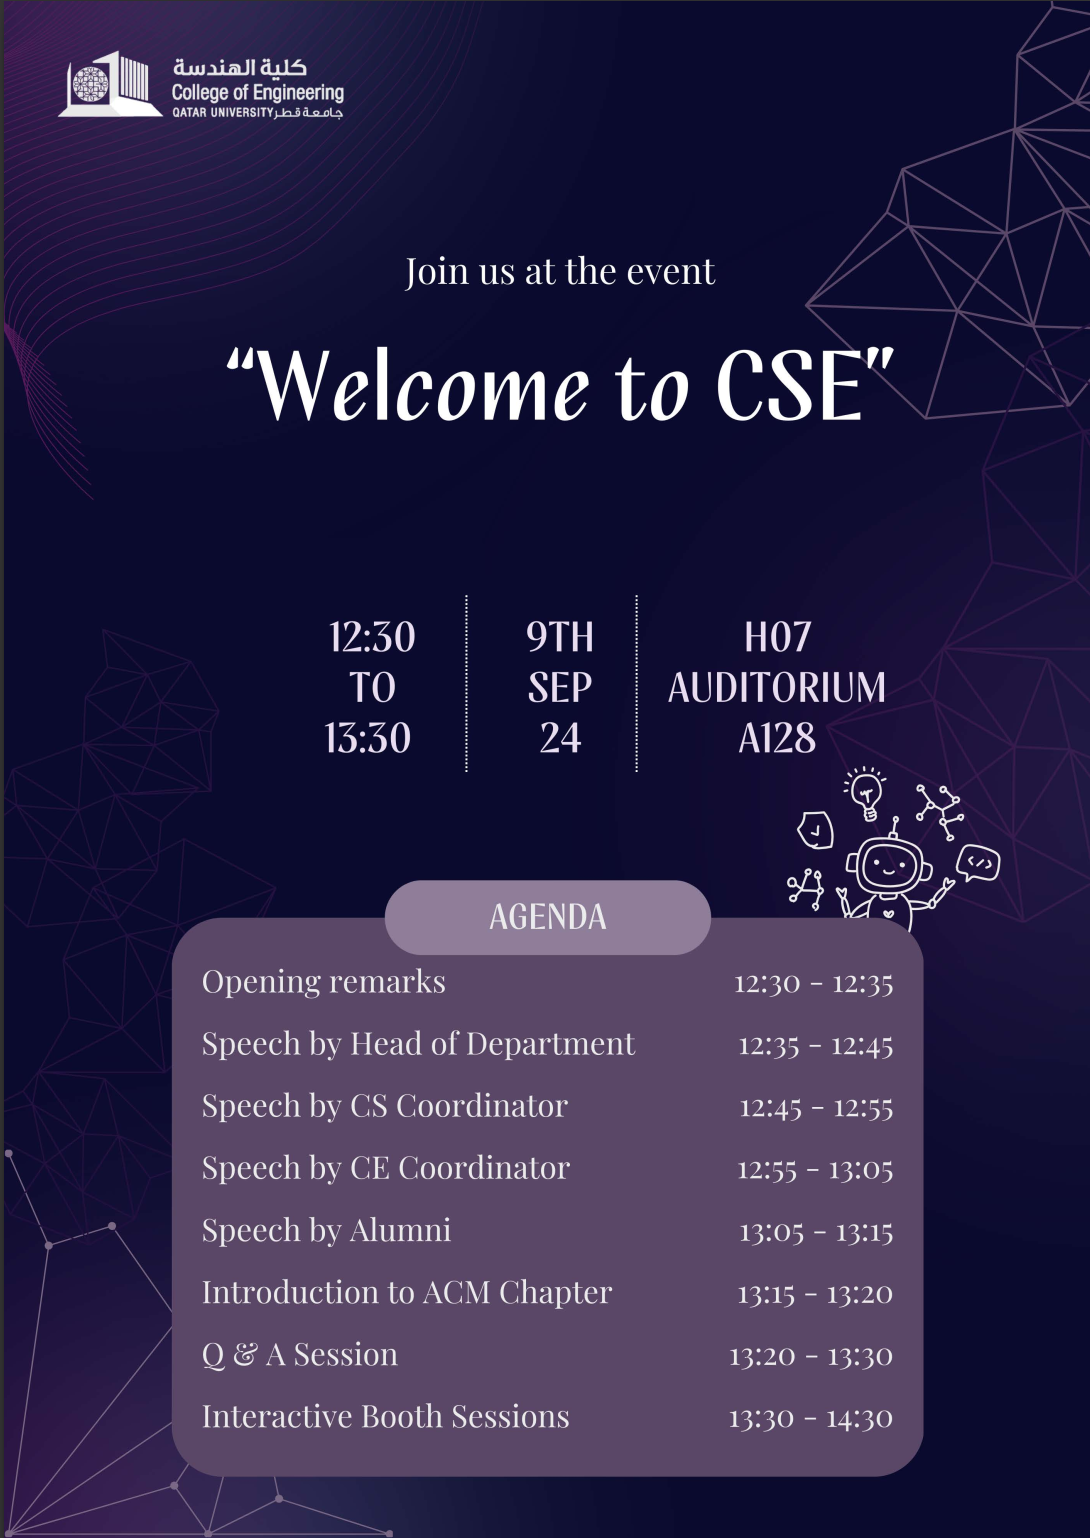 كلية الهندسة
College of Engineering
QATAR UNIVERSITY جامعة قطر
Join us at the event
“Welcome to CSE”
12:30
TO
13:30
9TH
SEP
24
H07
AUDITORIUM
A128
AGENDA
Opening remarks 12:30 - 12:35
Speech by Head of Department 12:35 - 12:45
Speech by CS Coordinator 12:45 - 12:55
Speech by CE Coordinator 12:55 - 13:05
Speech by Alumni 13:05 - 13:15
Introduction to ACM Chapter 13:15 - 13:20
Q & A Session 13:20 - 13:30
Interactive Booth Sessions 13:30 - 14:30